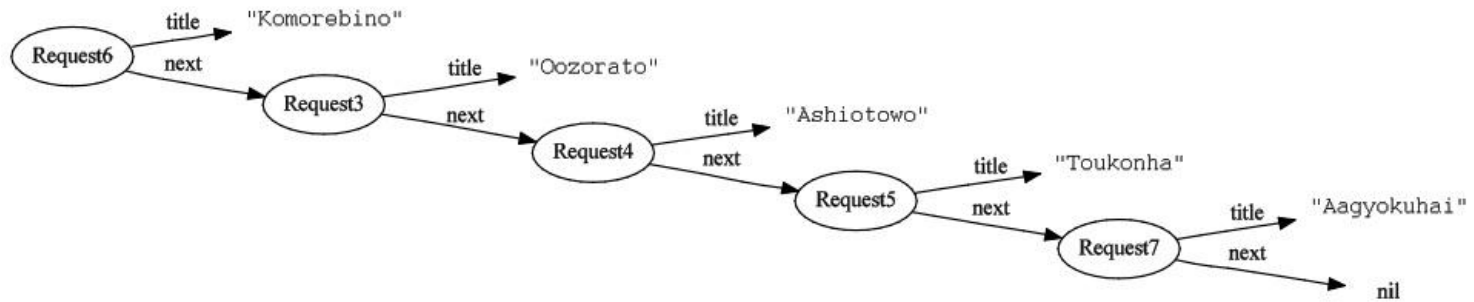 title "Komorebino"
Request6
next
title "Oozorato"
Request3
next
title "Ashiotowo"
Request4
next
title "Toukonha"
Request5
next
title "Aagyokuhai"
Request7
next
nil